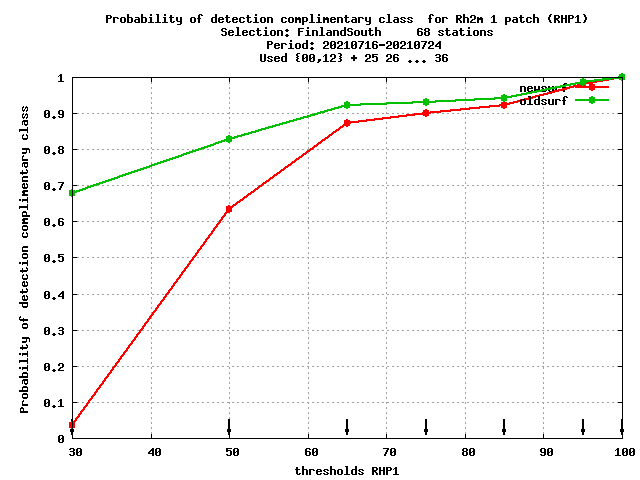 Probability of detection complimentary class  for Rh2m 1 patch (RHP1)
Selection: FinlandSouth     68 stations
Period: 20210716-20210724
Used {00,12} + 25 26 ... 36
newsurf
oldsurf
Probability of detection complimentary class
1
0.9
0.8
0.7
0.6
0.5
0.4
0.3
0.2
0.1
0
30 40 50 60 70 80 90 100
thresholds RHP1